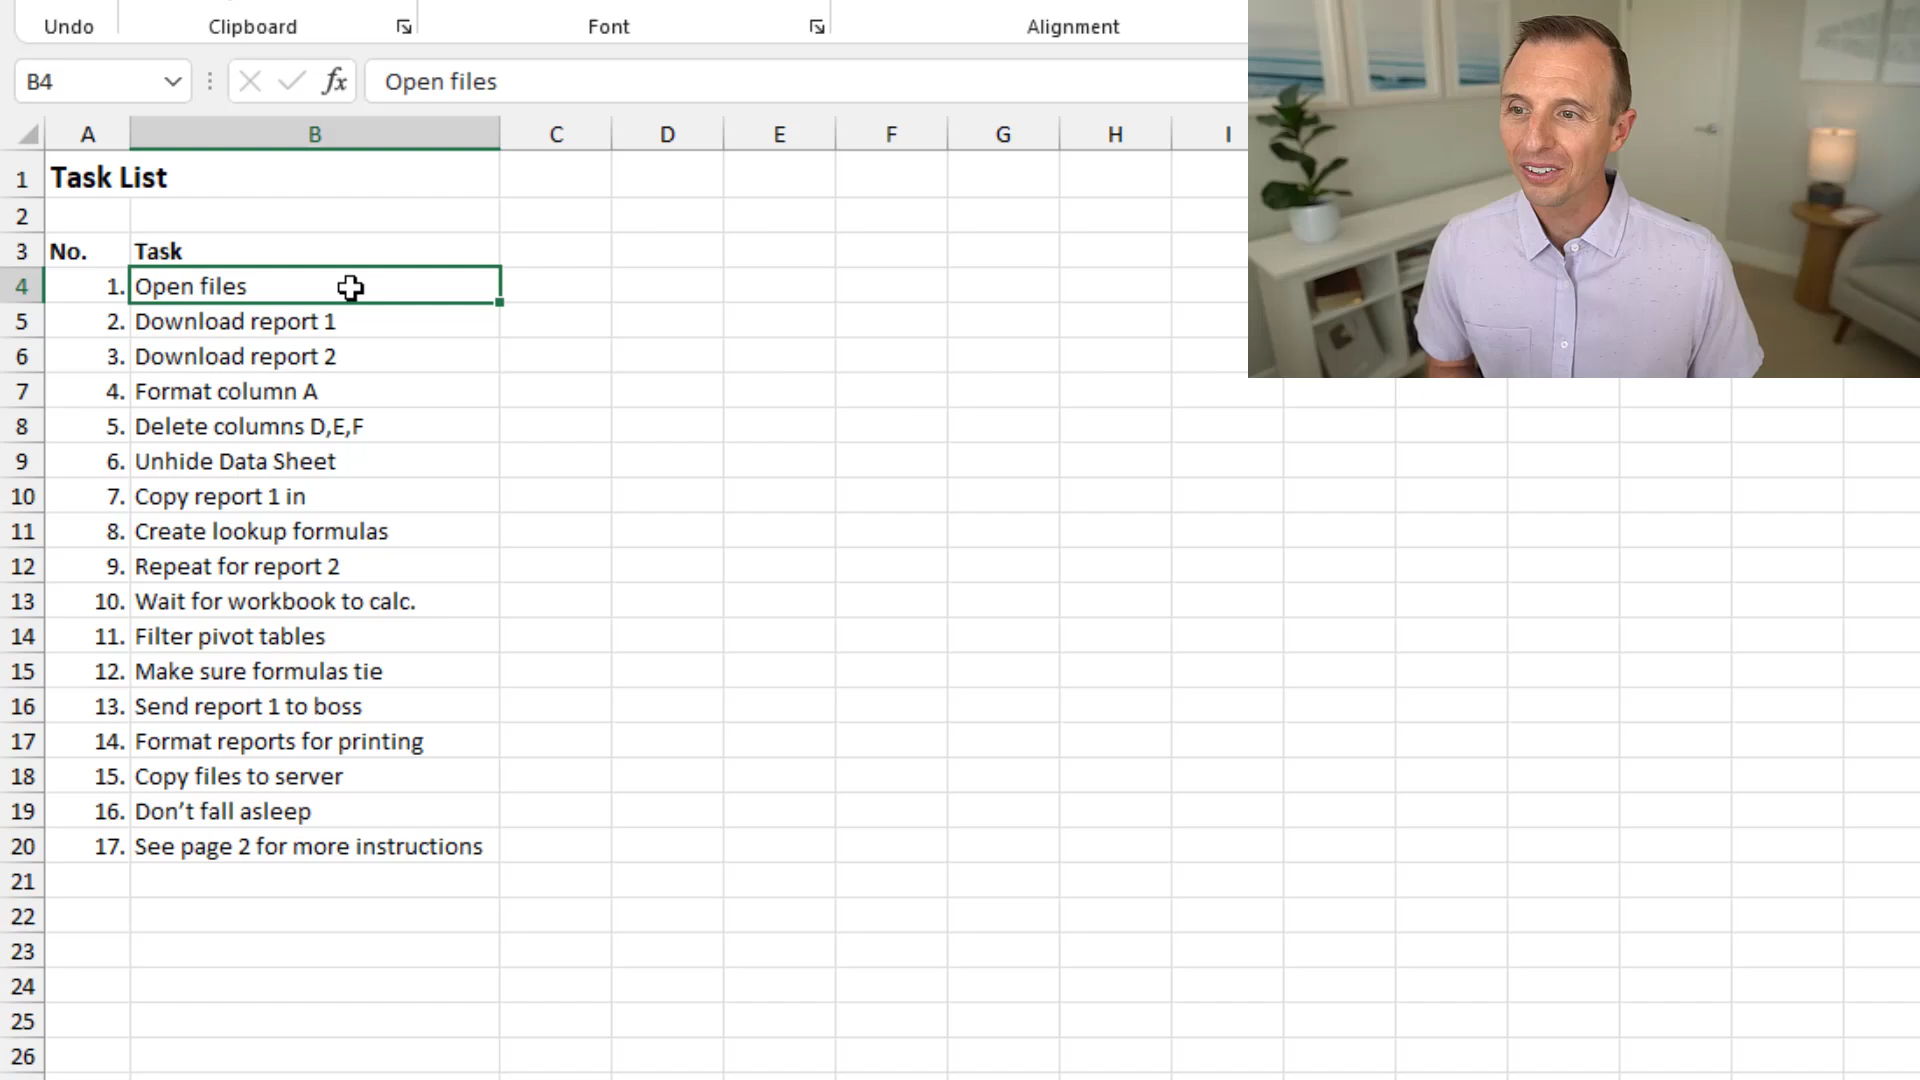 Undo Clipboard Font Alignment
B4 fx Open files
A B C D E F G H I
1 Task List
2
3 No. Task
4 1. Open files
5 2. Download report 1
6 3. Download report 2
7 4. Format column A
8 5. Delete columns D,E,F
9 6. Unhide Data Sheet
10 7. Copy report 1 in
11 8. Create lookup formulas
12 9. Repeat for report 2
13 10. Wait for workbook to calc.
14 11. Filter pivot tables
15 12. Make sure formulas tie
16 13. Send report 1 to boss
17 14. Format reports for printing
18 15. Copy files to server
19 16. Don’t fall asleep
20 17. See page 2 for more instructions
21
22
23
24
25
26